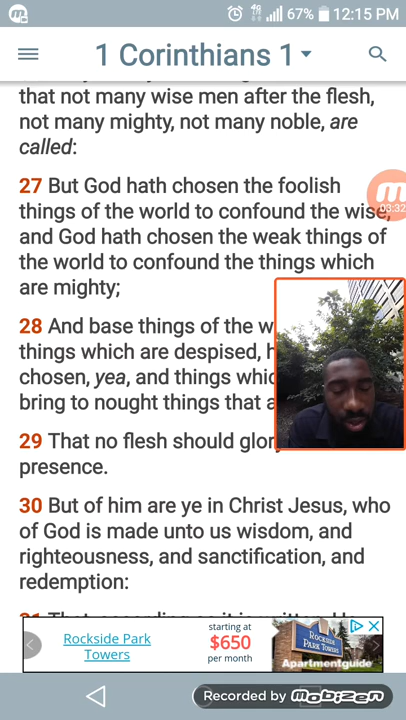 67% 12:15 PM
1 Corinthians 1
that not many wise men after the flesh,
not many mighty, not many noble, are
called:
27 But God hath chosen the foolish
things of the world to confound the wise,
and God hath chosen the weak things of
the world to confound the things which
are mighty;
03:32
28 And base things of the w
things which are despised, h
chosen, yea, and things whic
bring to nought things that a
29 That no flesh should glory
presence.
30 But of him are ye in Christ Jesus, who
of God is made unto us wisdom, and
righteousness, and sanctification, and
redemption:
Rockside Park
Towers
starting at
$650
per month
ROCKSIDE
PARK TOWERS
Apartmentguide
Recorded by mobizen